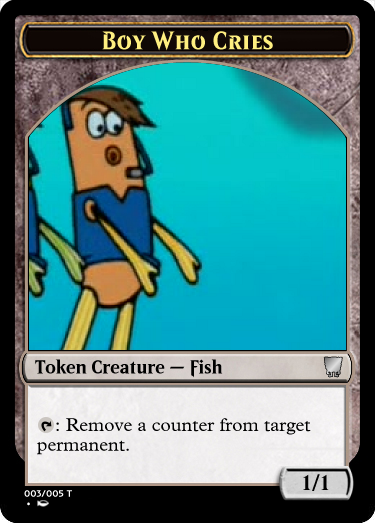 Boy Who Cries
Token Creature — Fish
: Remove a counter from target
permanent.
1/1
003/005 T